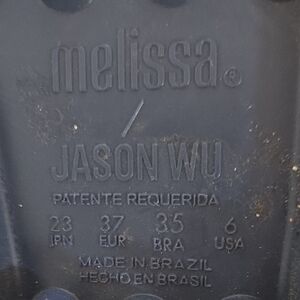 melissa®
/
JASON WU
PATENTE REQUERIDA
23 37 35 6
JPN EUR BRA USA
MADE IN BRAZIL
HECHO EN BRASIL